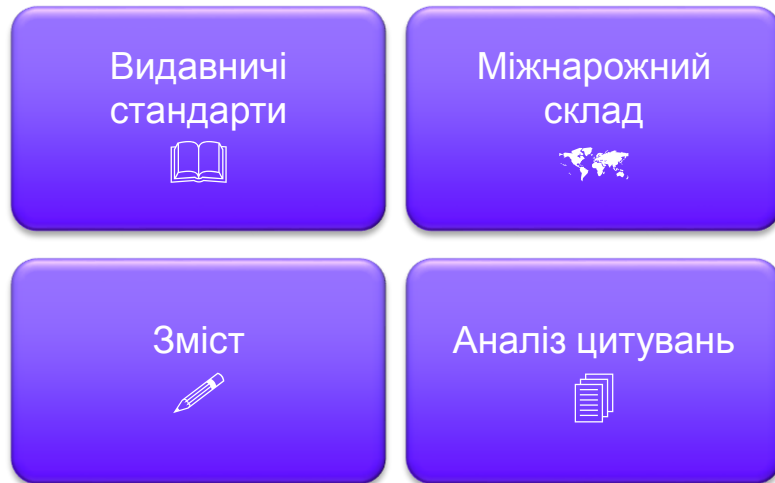 Видавничі
стандарти
Міжнарожний
склад
Зміст
Аналіз цитувань